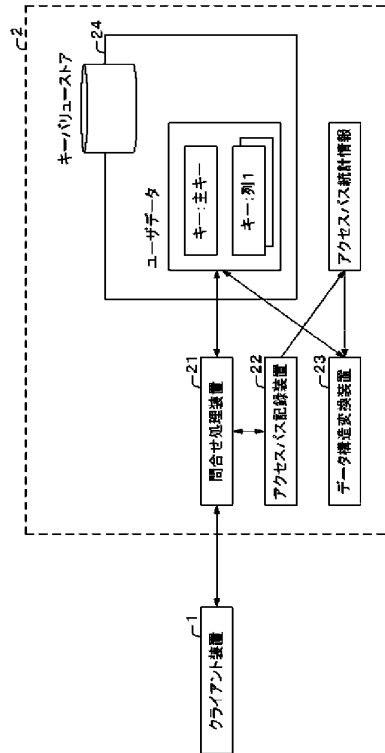 2
24
キーバリューストア
ユーザデータ
キー:主キー
キー:列1
アクセスパス統計情報
21
問合せ処理装置
22
アクセスパス記録装置
23
データ構造変換装置
1
クライアント装置